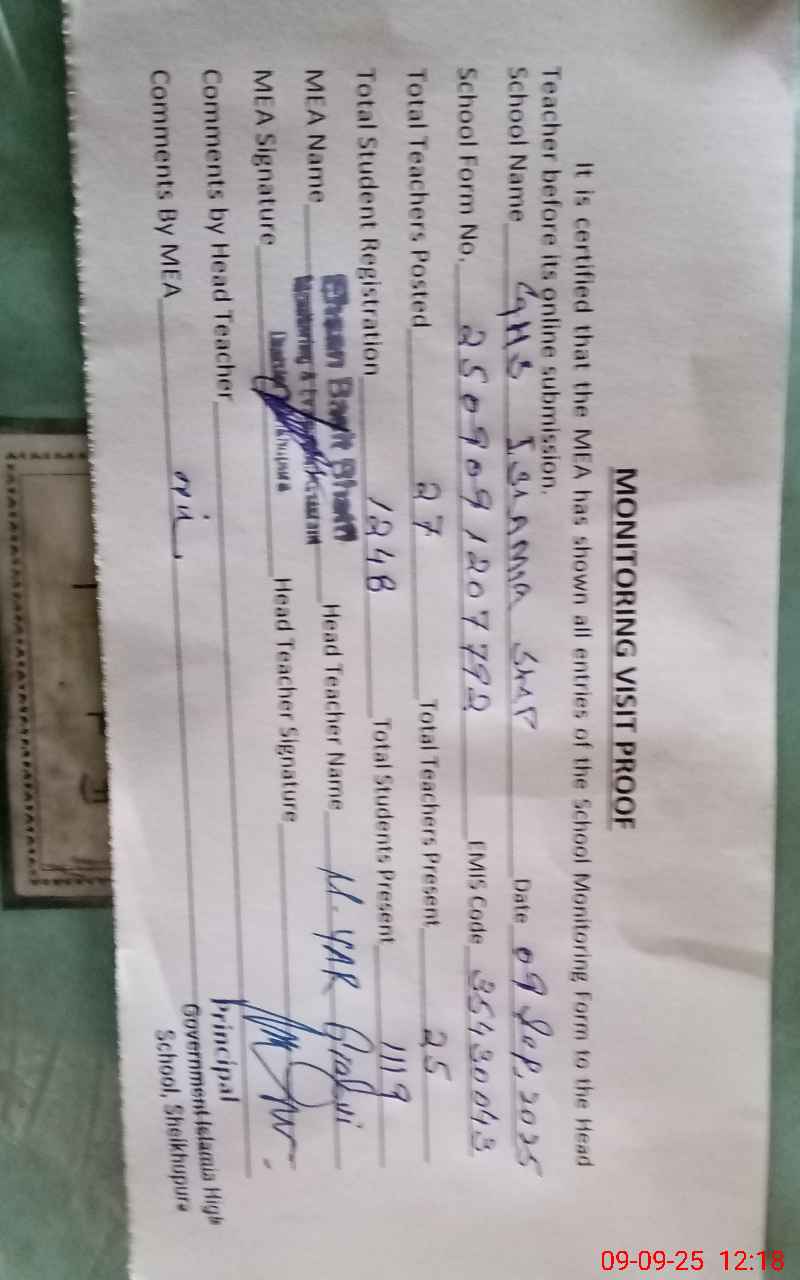 MONITORING VISIT PROOF
It is certified that the MEA has shown all entries of the School Monitoring Form to the Head
Teacher before its online submission.
School Name GHS ISLAMIA SKP Date 09 Sep, 2025
School Form No. 2509091207792 EMIS Code 35430043
Total Teachers Posted 27 Total Teachers Present 25
Total Student Registration 1248 Total Students Present 1119
MEA Name Ehsan Bhatti Head Teacher Name M. YAR
Monitoring &
MEA Signature Head Teacher Signature
Comments by Head Teacher
Comments By MEA
Principal
Government Islamia High
School, Sheikhupura
09-09-25 12:18